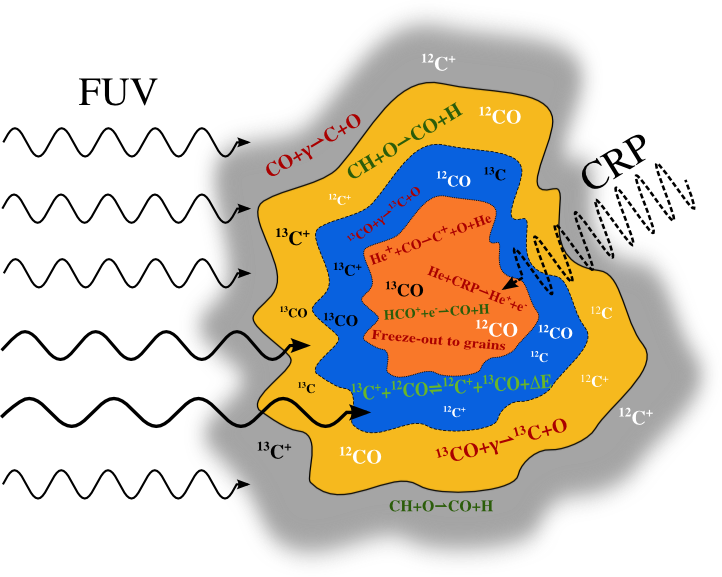 ¹²C⁺
FUV
¹²CO
CO+γ⇀C+O
CH+O⇀CO+H
CRP
¹³C
¹²CO
¹²C⁺
¹³CO+γ⇀¹³C+O
¹³C⁺
He⁺+CO⇀C⁺+O+He
¹³C⁺
He+CRP⇀He⁺+e⁻
¹³CO
¹³CO
¹³CO
HCO⁺+e⁻⇀CO+H
¹²C
¹²CO
¹²CO
Freeze-out to grains
¹²C
¹³C
¹³C⁺+¹²CO⇌¹²C⁺+¹³CO+ΔE
¹²C⁺
¹²C⁺
¹²C⁺
¹³C⁺
¹²CO
¹³CO+γ⇀¹³C+O
CH+O⇀CO+H